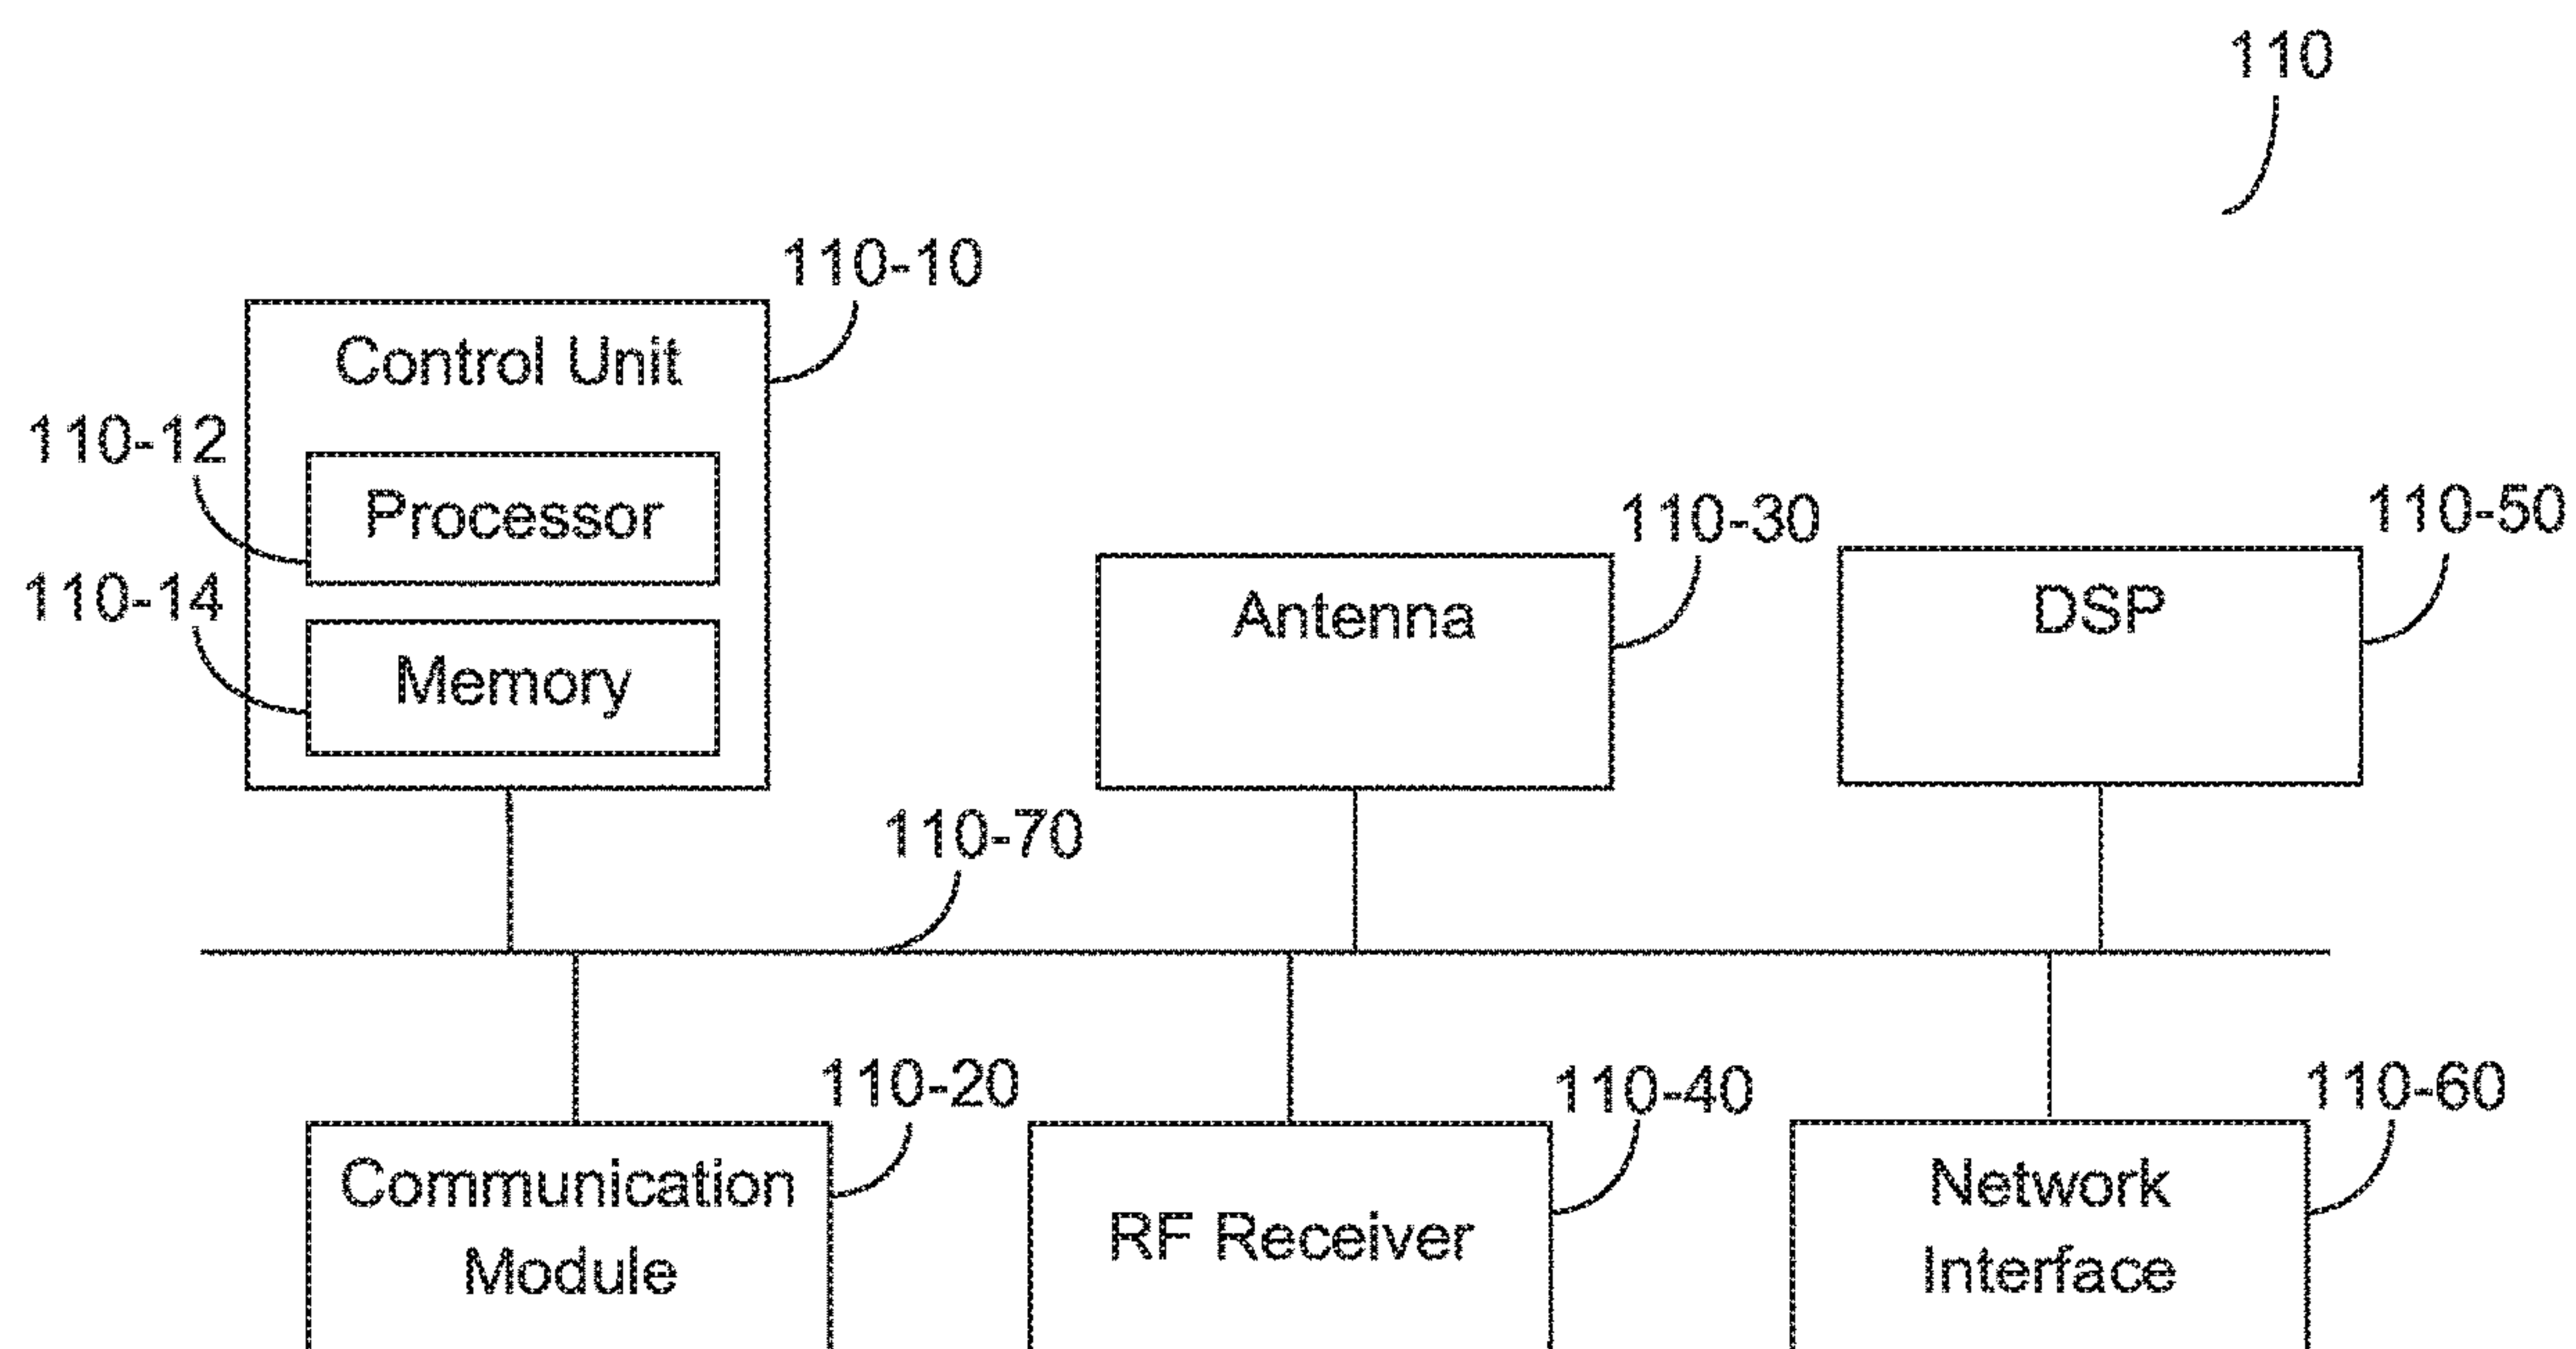 110
110-10
Control Unit
110-12
Processor
110-14
Memory
110-30
Antenna
110-50
DSP
110-70
110-20
Communication
Module
110-40
RF Receiver
110-60
Network
Interface